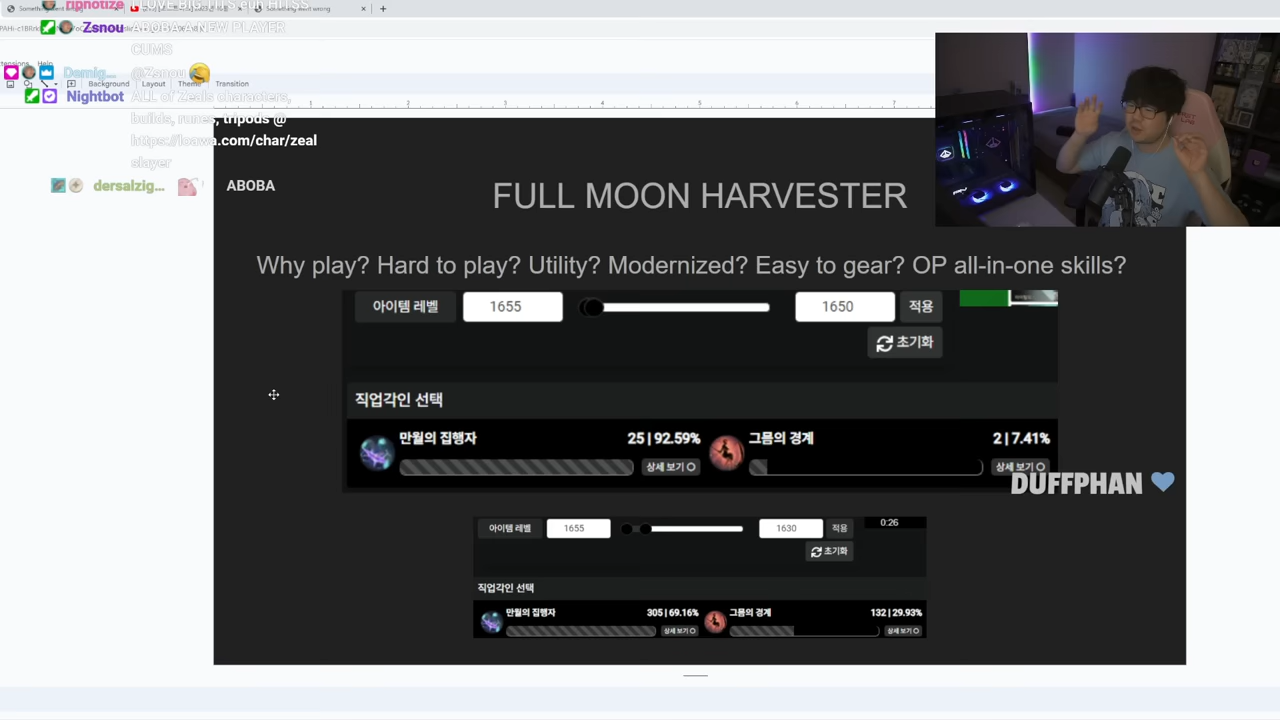 ripnotize
Zsnou ABOBA A NEW PLAYER
CUMS
Demig... @Zsnou
Background Layout Theme Transition
Nightbot ALL of Zeals characters,
builds, runes, tripods @
https://loawa.com/char/zeal
slayer
dersalzig... ABOBA
FULL MOON HARVESTER
Why play? Hard to play? Utility? Modernized? Easy to gear? OP all-in-one skills?
아이템 레벨 1655 1650 적용
초기화
직업각인 선택
만월의 집행자 25 | 92.59% 그믐의 경계 2 | 7.41%
상세 보기 상세 보기
DUFFPHAN
아이템 레벨 1655 1630 적용 0:26
초기화
직업각인 선택
만월의 집행자 305 | 69.16% 그믐의 경계 132 | 29.93%
상세 보기 상세 보기